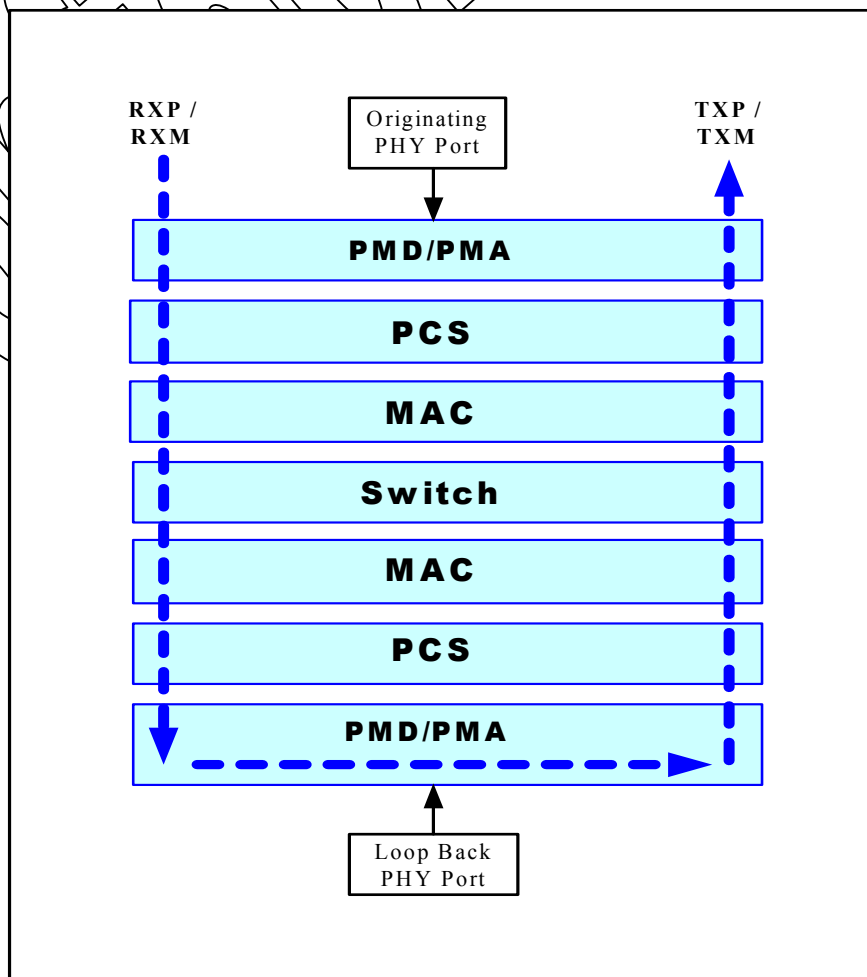 RXP /
RXM
Originating
PHY Port
TXP /
TXM
PMD/PMA
PCS
MAC
Switch
MAC
PCS
PMD/PMA
Loop Back
PHY Port